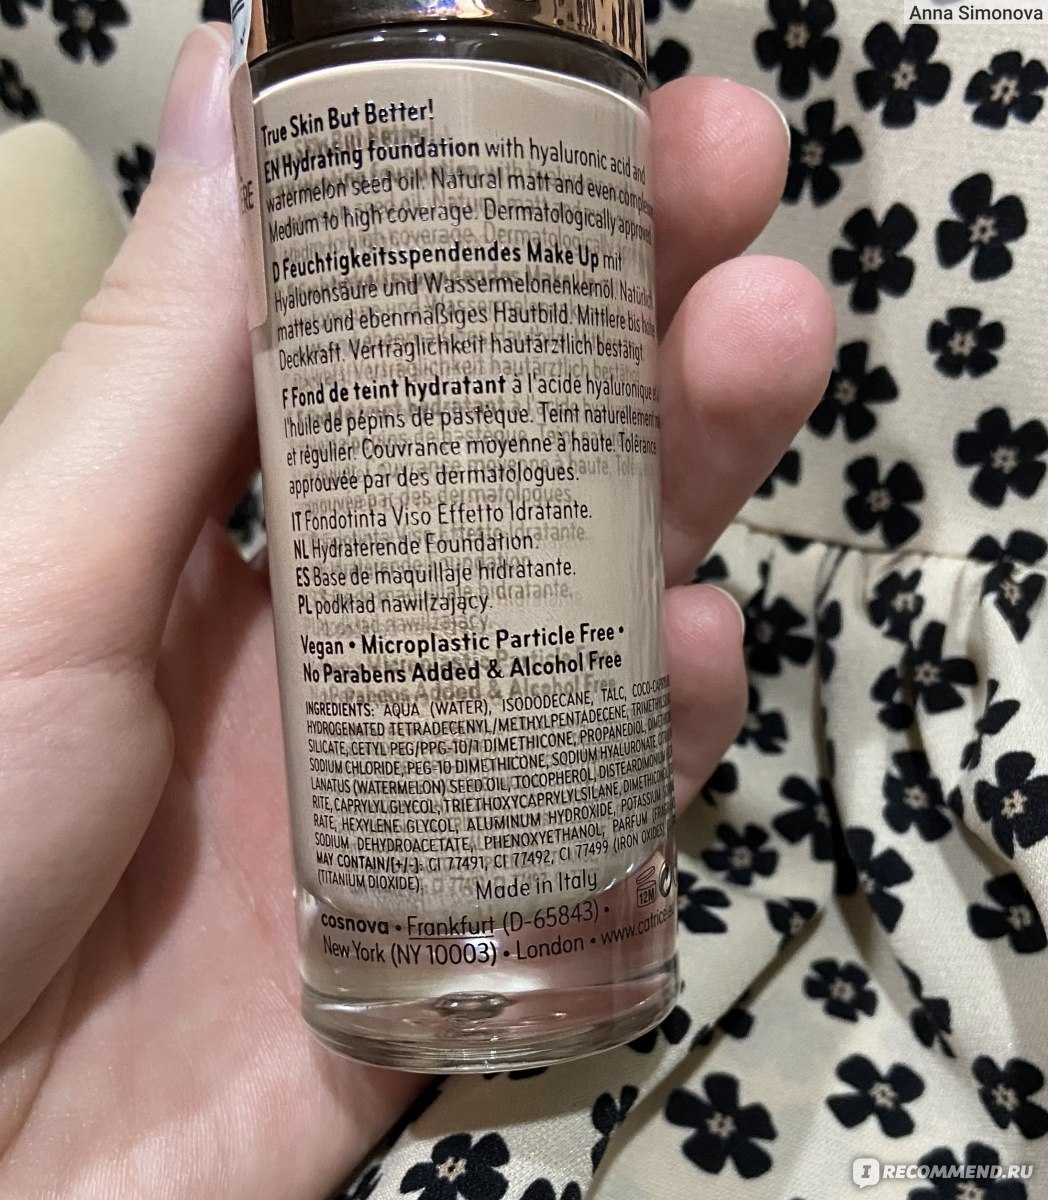 Anna Simonova
True Skin But Better!
EN Hydrating foundation with hyaluronic acid and
watermelon seed oil. Natural matt and even
Medium to high coverage. Dermatologically approved
D Feuchtigkeitsspendendes Make Up mit
Hyaluronsäure und Wassermelonenkernöl.
mattes und ebenmäßiges Hautbild. Mittlere bis
Deckkraft. Verträglichkeit hautärztlich bestätigt.
F Fond de teint hydratant à l'acide hyaluronique
l'huile de pépins de pastèque. Teint naturellement
et régulier. Couvrance moyenne à haute. Tolérance
approuvée par des dermatologues.
IT Fondotinta Viso Effetto Idratante.
NL Hydraterende Foundation.
ES Base de maquillaje hidratante.
PL podkład nawilżający.
Vegan • Microplastic Particle Free •
No Parabens Added & Alcohol Free
INGREDIENTS: AQUA (WATER), ISODODECANE, TALC,
HYDROGENATED TETRADECENYL/METHYLPENTADECENE,
SILICATE, CETYL PEG/PPG-10/1 DIMETHICONE, PROPANEDIOL,
SODIUM CHLORIDE, PEG-10 DIMETHICONE, SODIUM HYALURONATE,
LANATUS (WATERMELON) SEED OIL, TOCOPHEROL,
RITE, CAPRYLYL GLYCOL, TRIETHOXYCAPRYLYLSILANE,
RATE, HEXYLENE GLYCOL, ALUMINUM HYDROXIDE, POTASSIUM
SODIUM DEHYDROACETATE, PHENOXYETHANOL, PARFUM
MAY CONTAIN/[+/-]: CI 77491, CI 77492, CI 77499 (IRON OXIDES),
(TITANIUM DIOXIDE).
Made in Italy
12M
cosnova • Frankfurt (D-65843) •
New York (NY 10003) • London • www.catrice.e
IRECOMMEND.RU